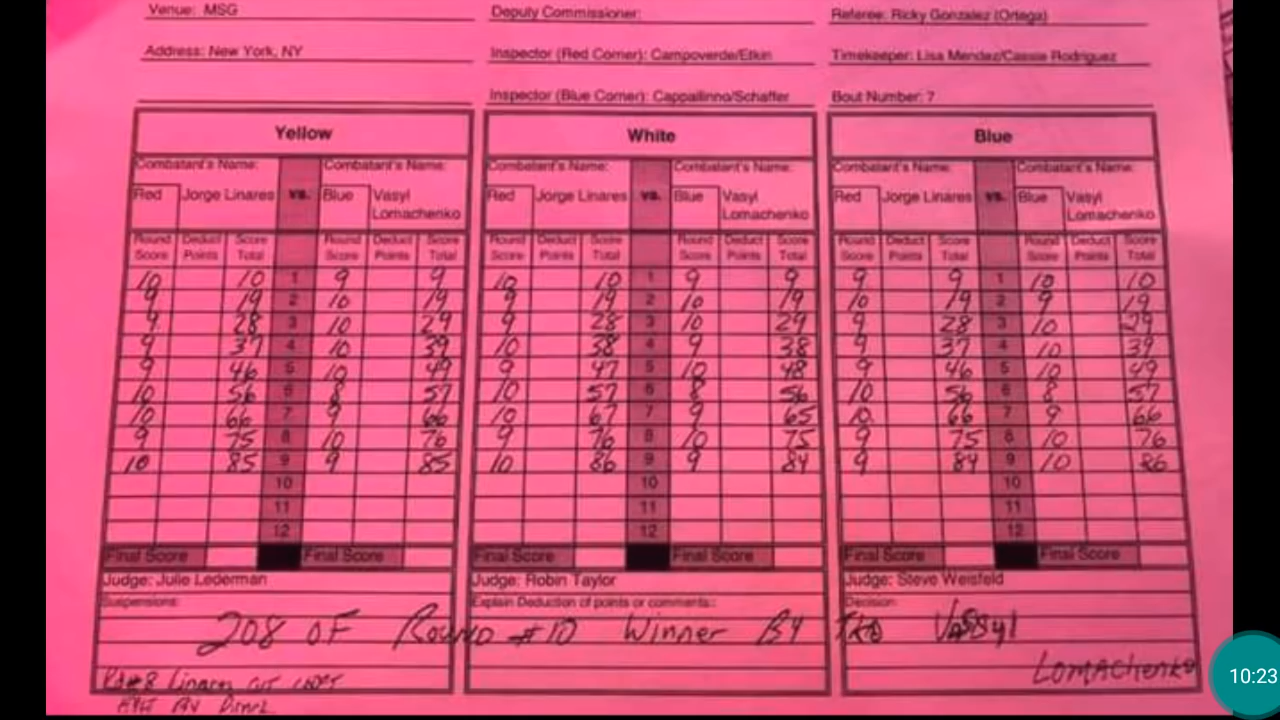 Venue: MSG Deputy Commissioner: Referee: Ricky Gonzalez (Ortega)
Address: New York, NY Inspector (Red Corner): Campoverde/Etkin Timekeeper: Lisa Mendez/Cassie Rodriguez
Inspector (Blue Corner): Cappallinno/Schaffer Bout Number: 7
Yellow White Blue
Combatant's Name: Combatant's Name: Combatant's Name: Combatant's Name: Combatant's Name: Combatant's Name:
Red Jorge Linares vs. Blue Vasyl Red Jorge Linares vs. Blue Vasyl Red Jorge Linares vs. Blue Vasyl
Lomachenko Lomachenko Lomachenko
Round Deduct Score Round Deduct Score Round Deduct Score Round Deduct Score Round Deduct Score Round Deduct Score
Score Points Total Score Points Total Score Points Total Score Points Total Score Points Total Score Points Total
10 10 1 9 9 10 10 1 9 9 9 9 1 10 10
9 19 2 10 19 9 19 2 10 19 10 19 2 9 19
9 28 3 10 29 9 28 3 10 29 9 28 3 10 29
9 37 4 10 39 10 38 4 9 38 9 37 4 10 39
9 46 5 10 49 9 47 5 10 48 9 46 5 10 49
10 56 6 8 57 10 57 6 8 56 10 56 6 8 57
10 66 7 9 66 10 67 7 9 65 10 66 7 9 66
9 75 8 10 76 9 76 8 10 75 9 75 8 10 76
10 85 9 9 85 10 86 9 9 84 9 84 9 10 86
10 10 10
11 11 11
12 12 12
Final Score Final Score Final Score Final Score Final Score Final Score
Judge: Julie Lederman Judge: Robin Taylor Judge: Steve Weisfeld
Suspensions: Explain Deduction of points or comments.: Decision:
208 OF ROUND #10 Winner BY TKO VASSYl
LOMACHENKO
Rd#8 Linares CUT
10:23